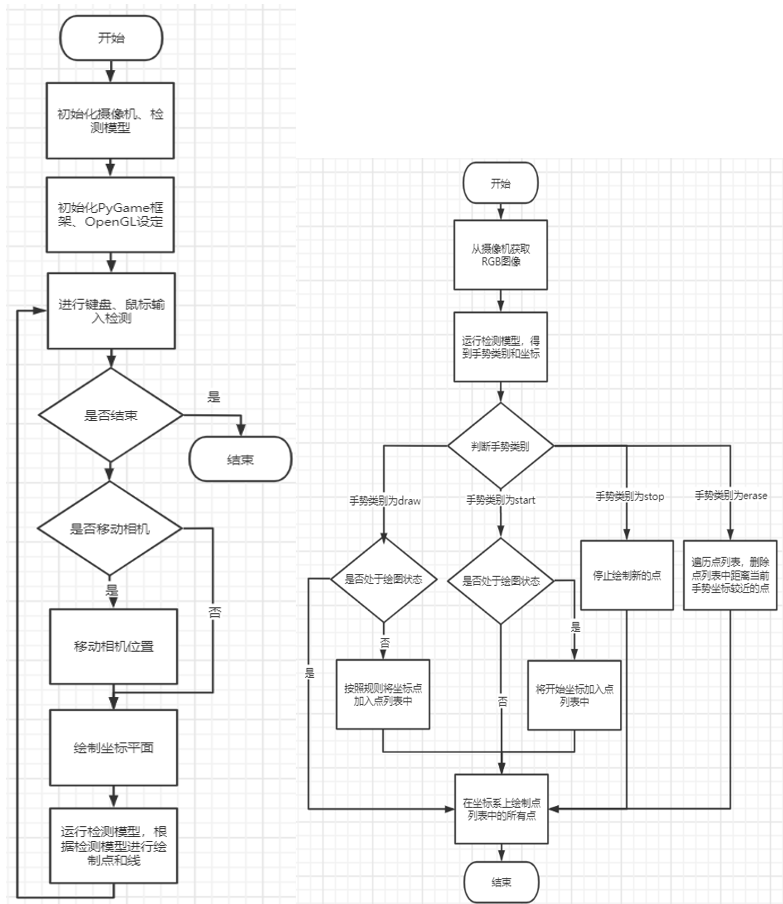 开始
初始化摄像机、检
测模型
初始化PyGame框
架、OpenGL设定
进行键盘、鼠标输
入检测
是否结束
是
结束
是否移动相机
是
否
移动相机位置
绘制坐标平面
运行检测模型，根
据检测模型进行绘
制点和线
开始
从摄像机获取
RGB图像
运行检测模型，得
到手势类别和坐标
判断手势类别
手势类别为draw
手势类别为start
手势类别为stop
手势类别为erase
是否处于绘图状态
是否处于绘图状态
停止绘制新的点
遍历点列表，删除
点列表中距离当前
手势坐标较近的点
否
是
是
否
按照规则将坐标点
加入点列表中
将开始坐标加入点
列表中
在坐标系上绘制点
列表中的所有点
结束